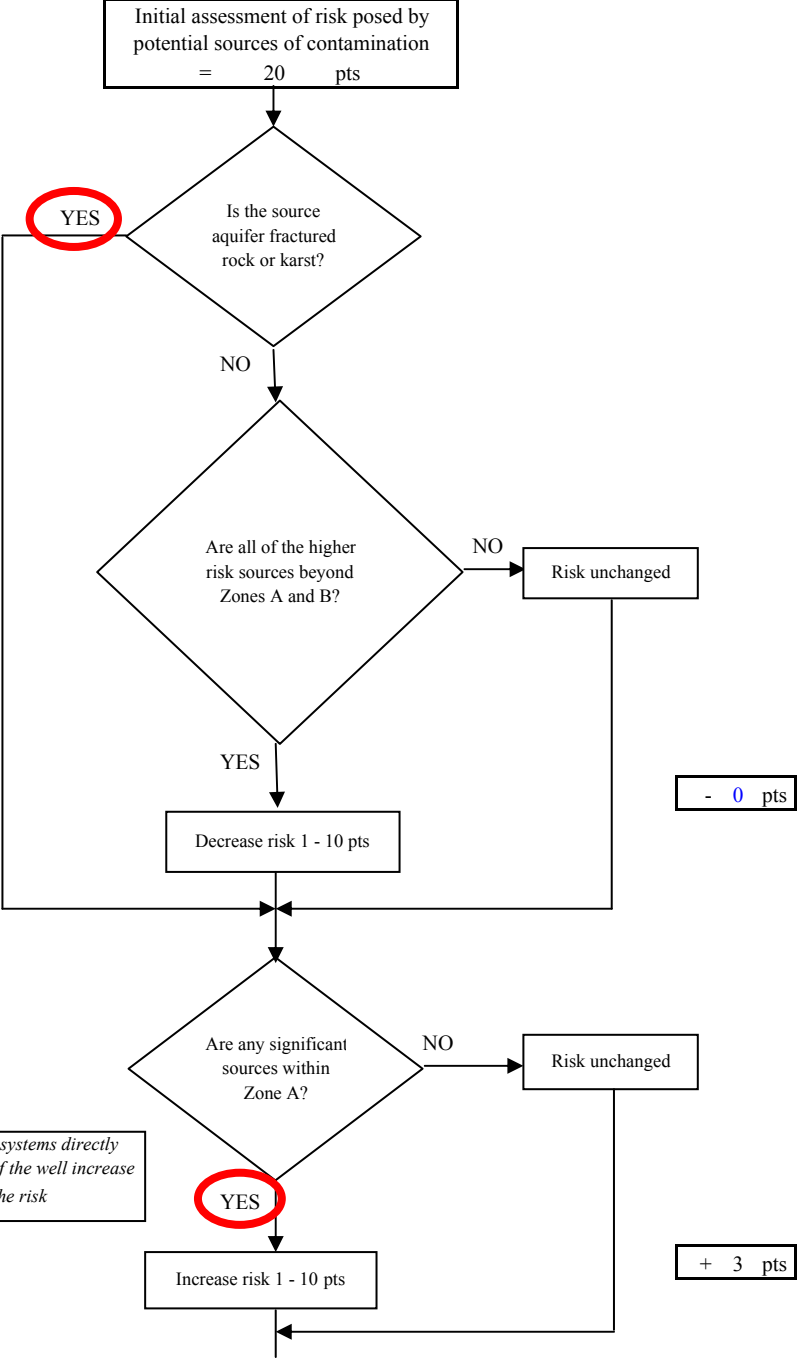 Initial assessment of risk posed by
potential sources of contamination
= 20 pts
YES
Is the source
aquifer fractured
rock or karst?
NO
Are all of the higher
risk sources beyond
Zones A and B?
NO
Risk unchanged
YES
- 0 pts
Decrease risk 1 - 10 pts
Are any significant
sources within
Zone A?
NO
Risk unchanged
systems directly
f the well increase
he risk
YES
+ 3 pts
Increase risk 1 - 10 pts